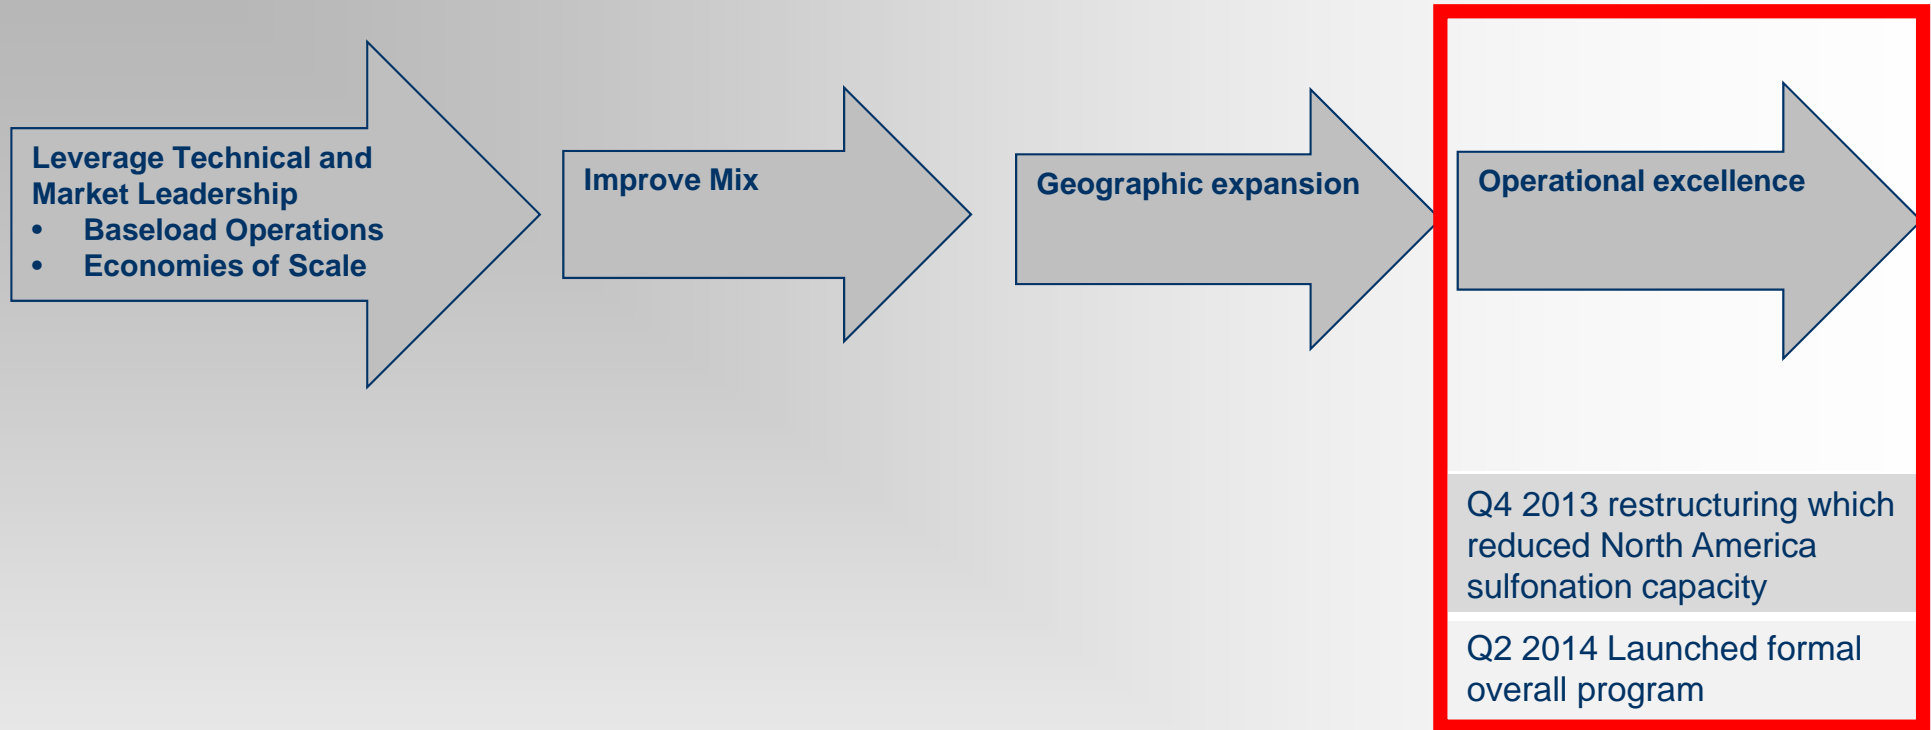 Leverage Technical and
Market Leadership
• Baseload Operations
• Economies of Scale
Improve Mix
Geographic expansion
Operational excellence
Q4 2013 restructuring which
reduced North America
sulfonation capacity
Q2 2014 Launched formal
overall program